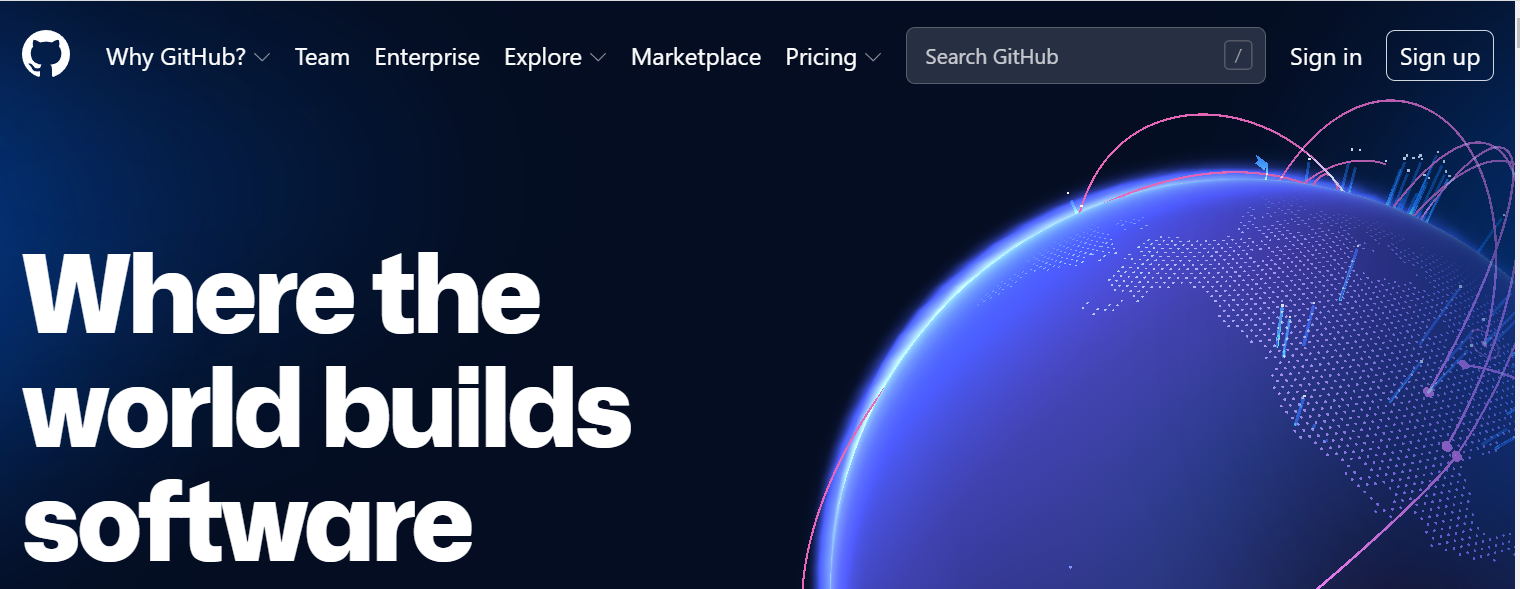 Why GitHub? Team Enterprise Explore Marketplace Pricing Search GitHub / Sign in Sign up
Where the
world builds
software